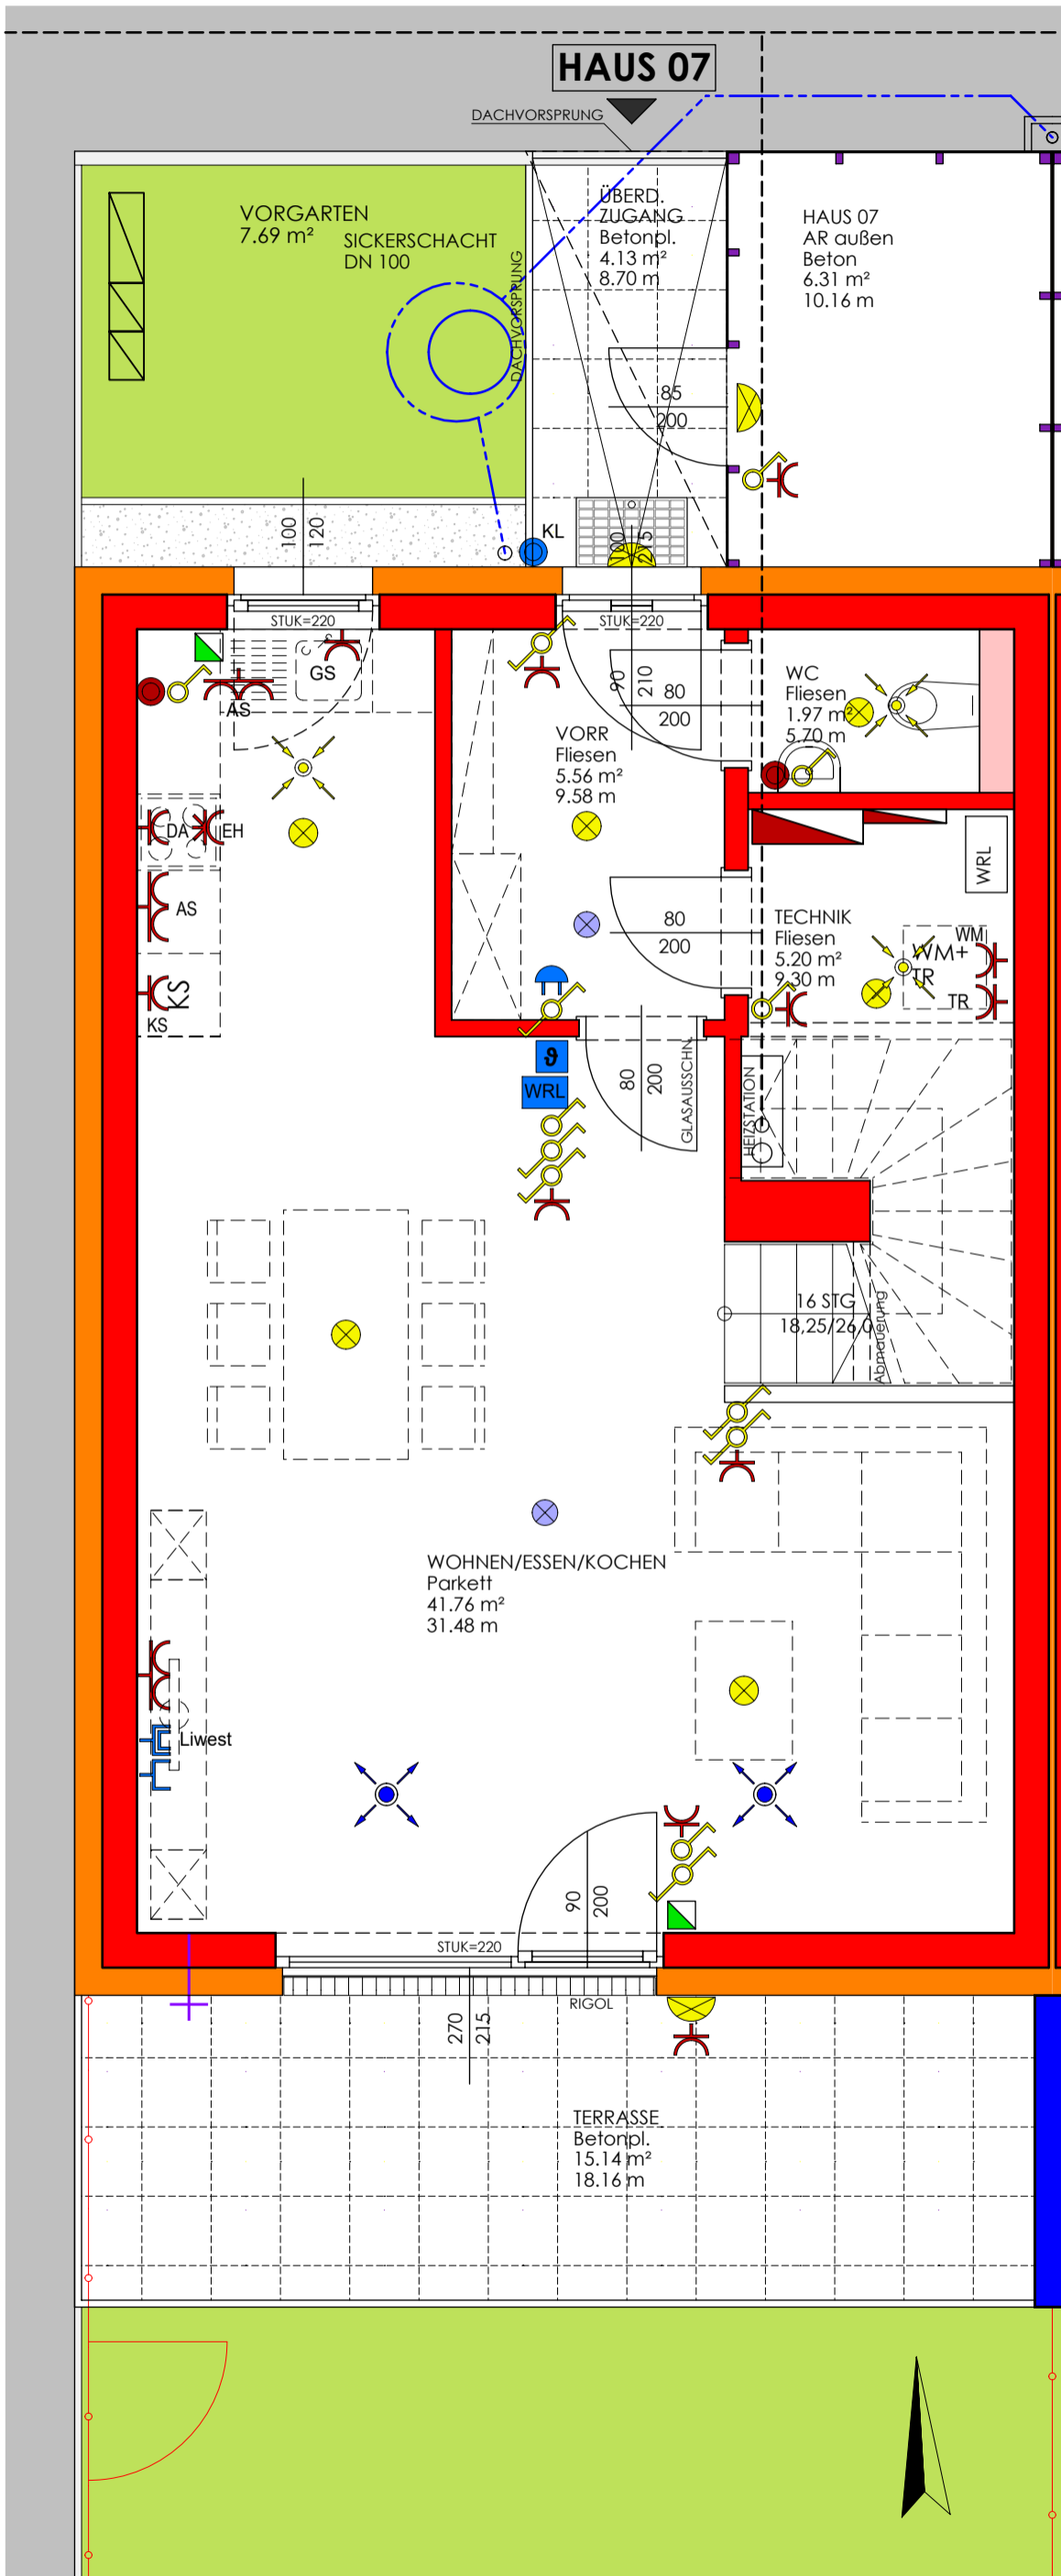 HAUS 07
DACHVORSPRUNG
VORGARTEN
7.69 m²
SICKERSCHACHT
DN 100
DACHVORSPRUNG
ÜBERD.
ZUGANG
Betonpl.
4.13 m²
8.70 m
HAUS 07
AR außen
Beton
6.31 m²
10.16 m
85
200
100
120
KL
215
STUK=220
STUK=220
GS
AS
90
210
80
200
WC
Fliesen
1.97 m²
5.70 m
VORR
Fliesen
5.56 m²
9.58 m
DA
EH
AS
KS
KS
80
200
TECHNIK
Fliesen
5.20 m²
9.30 m
WRL
WM
WM+
TR
TR
ϑ
WRL
80
200
GLASAUSSCHN.
HEIZSTATION
16 STG
18,25/26,0
Abmauerung
WOHNEN/ESSEN/KOCHEN
Parkett
41.76 m²
31.48 m
Liwest
90
200
STUK=220
RIGOL
270
215
TERRASSE
Betonpl.
15.14 m²
18.16 m